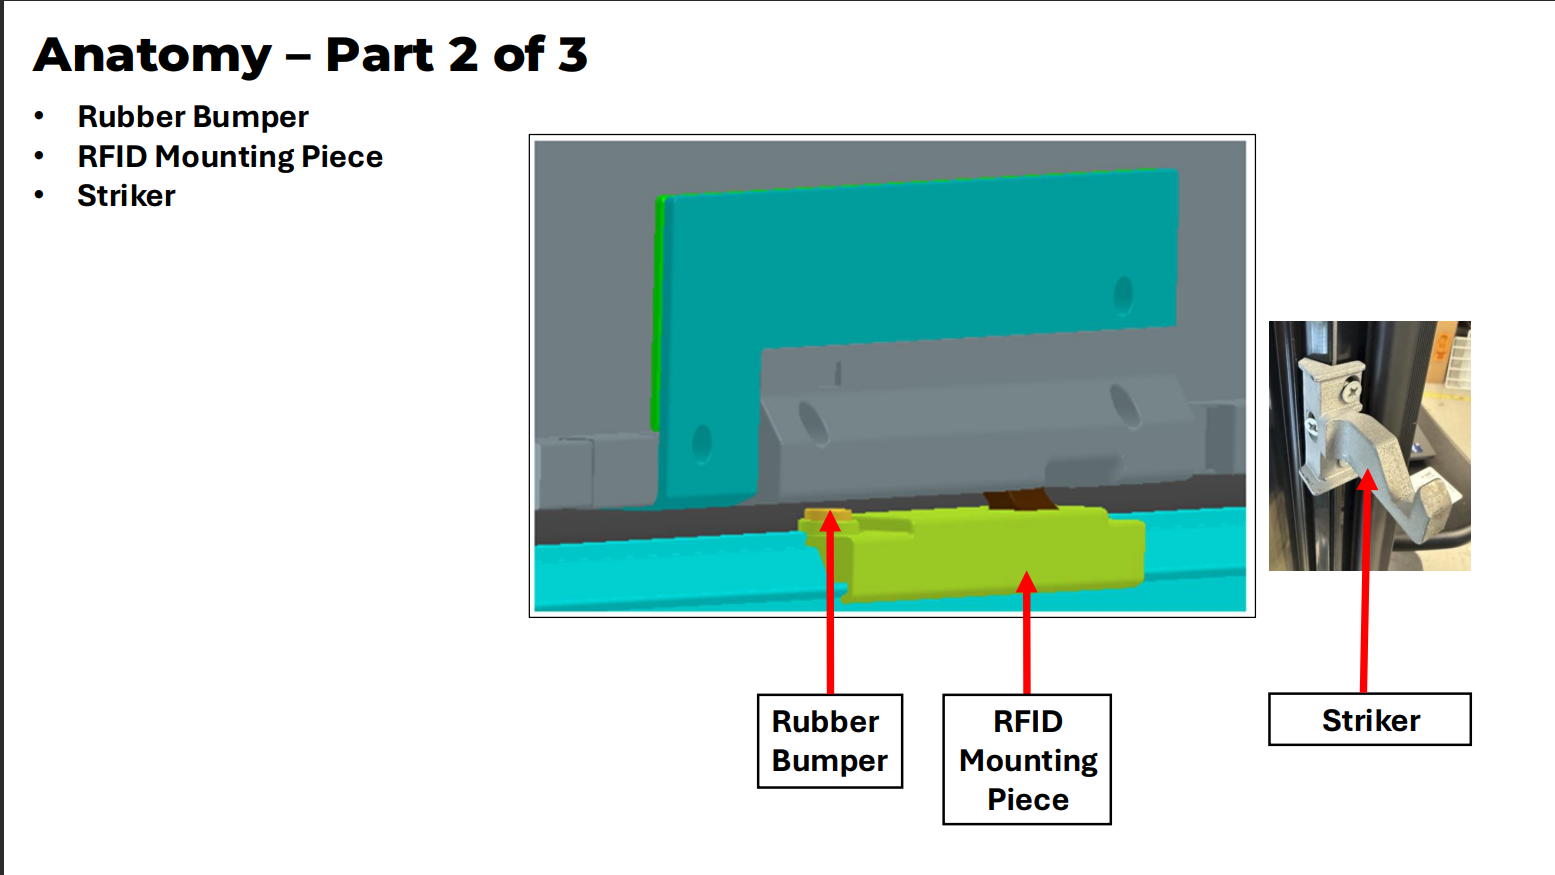 Anatomy – Part 2 of 3
• Rubber Bumper
• RFID Mounting Piece
• Striker
Rubber
Bumper
RFID
Mounting
Piece
Striker